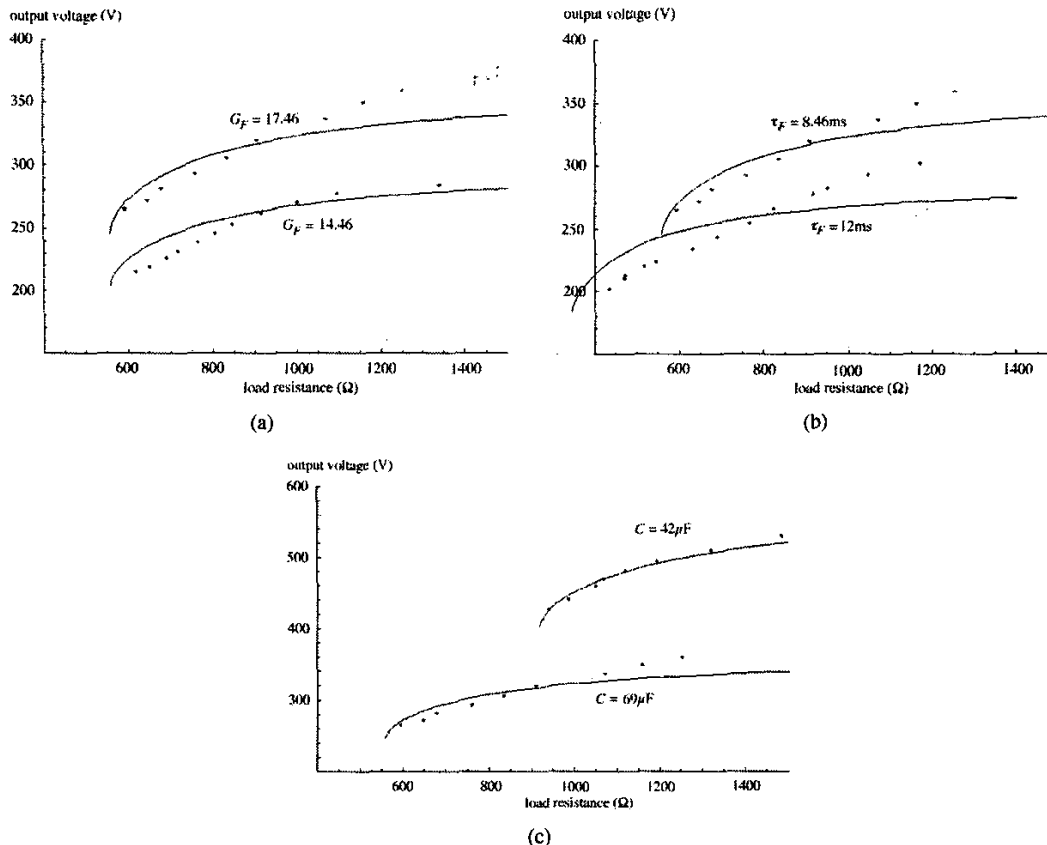 output voltage (V)
400
350
300
250
200
G_F = 17.46
G_F = 14.46
600 800 1000 1200 1400
load resistance (Ω)
(a)
output voltage (V)
400
350
300
250
200
τ_F = 8.46ms
τ_F = 12ms
600 800 1000 1200 1400
load resistance (Ω)
(b)
output voltage (V)
600
500
400
300
C = 42μF
C = 69μF
600 800 1000 1200 1400
load resistance (Ω)
(c)